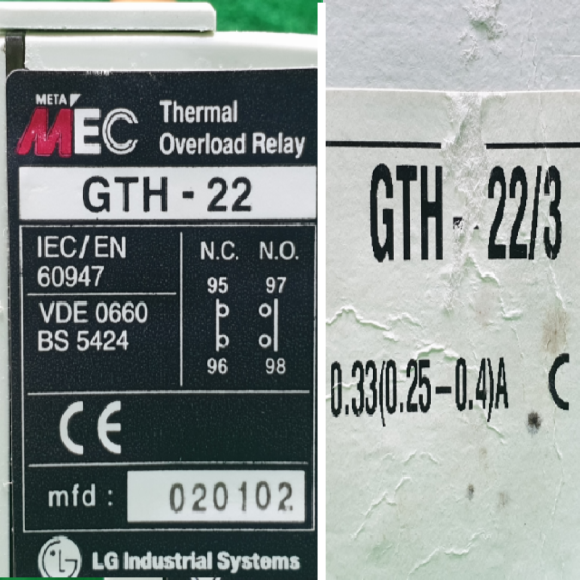 META
MEC
Thermal
Overload Relay
GTH - 22
IEC/EN
60947
VDE 0660
BS 5424
N.C. N.O.
95 97
96 98
CE
mfd : 020102
LG LG Industrial Systems
GTH - 22/3
0.33(0.25-0.4)A